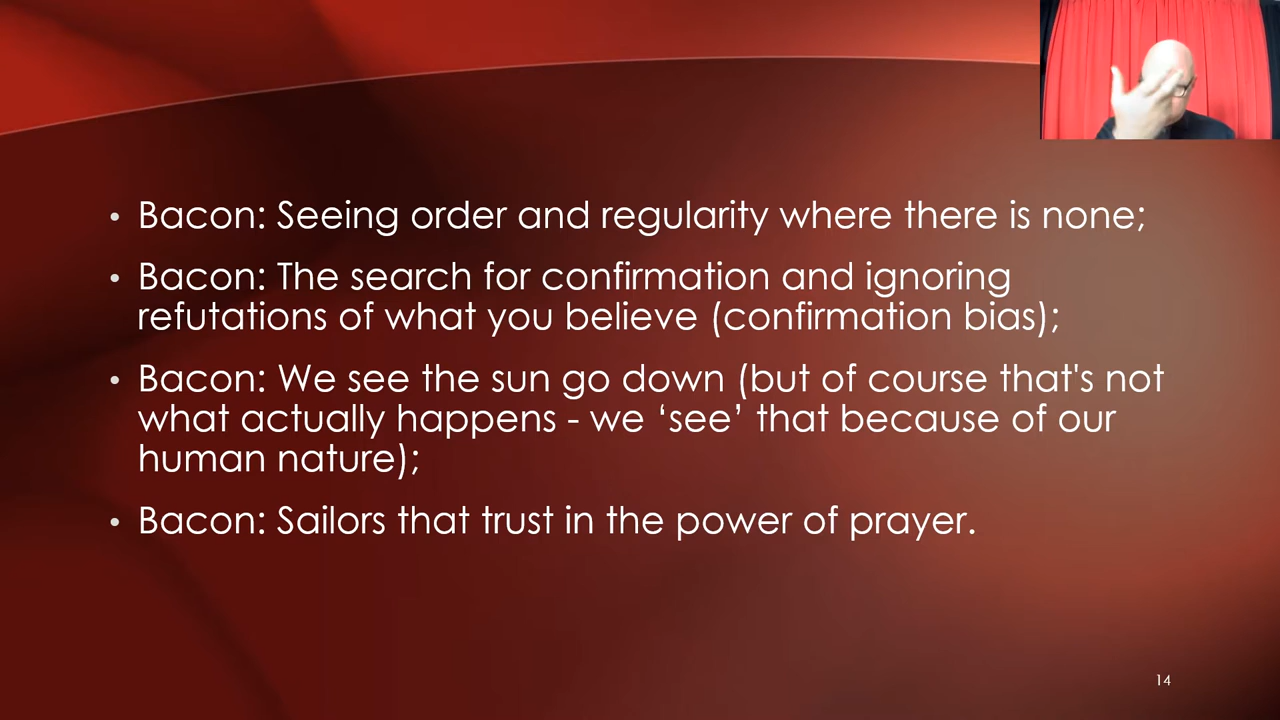 • Bacon: Seeing order and regularity where there is none;
• Bacon: The search for confirmation and ignoring
refutations of what you believe (confirmation bias);
• Bacon: We see the sun go down (but of course that's not
what actually happens - we ‘see’ that because of our
human nature);
• Bacon: Sailors that trust in the power of prayer.
14